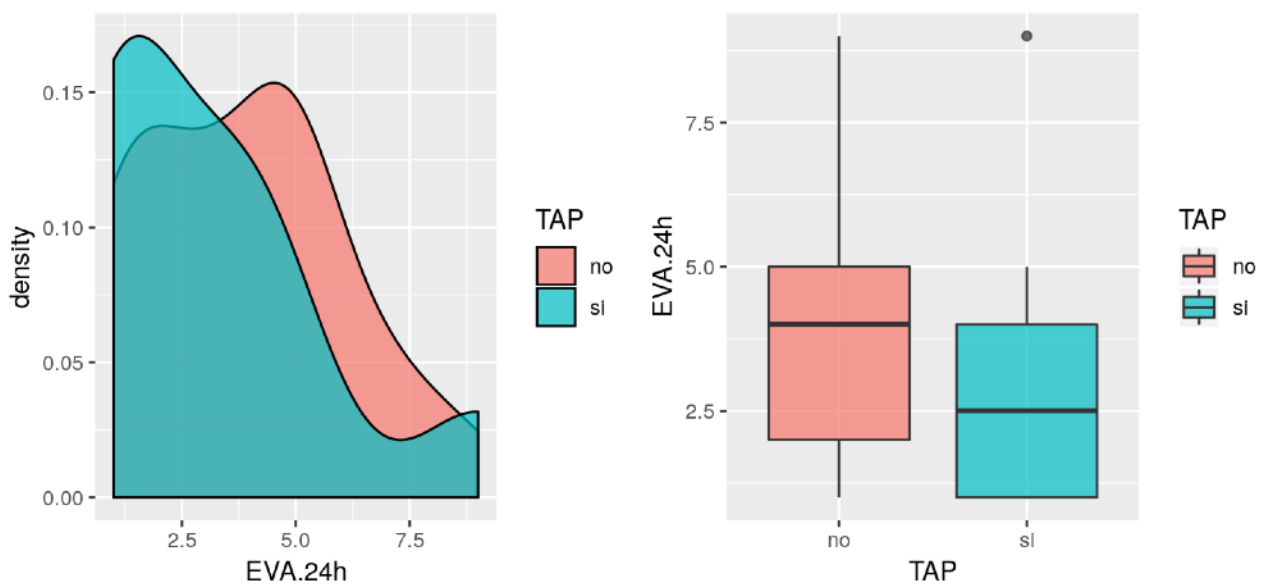 0.15
0.10
0.05
0.00
density
2.5 5.0 7.5
EVA.24h
TAP
no
si
7.5
5.0
2.5
EVA.24h
no si
TAP
TAP
no
si